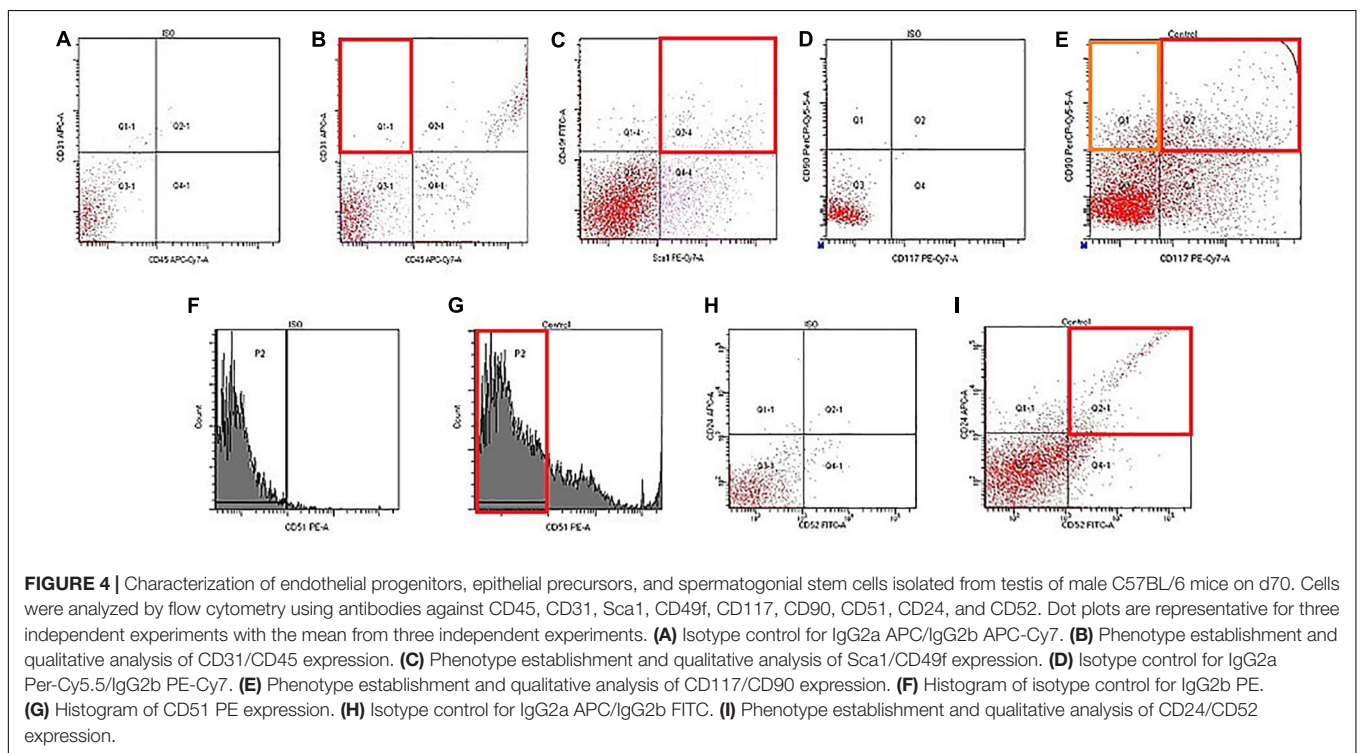 A
ISO
CD31 APC-A
Q1-1
Q2-1
Q3-1
Q4-1
CD45 APC-Cy7-A
B
CD31 APC-A
Q1-1
Q2-1
Q3-1
Q4-1
CD45 APC-Cy7-A
C
CD49f FITC-A
Q1-4
Q2-4
Sca1 PE-Cy7-A
D
ISO
CD90 PerCP-Cy5-5-A
Q1
Q2
Q3
Q4
CD117 PE-Cy7-A
E
Control
CD90 PerCP-Cy5-5-A
Q1
Q2
Q4
CD117 PE-Cy7-A
F
ISO
Count
P2
CD51 PE-A
G
Control
Count
P2
CD51 PE-A
H
ISO
CD24 APC-A
Q1-1
Q2-1
Q3-1
Q4-1
CD52 FITC-A
I
Control
CD24 APC-A
Q1-1
Q2-1
Q4-1
CD52 FITC-A
FIGURE 4 | Characterization of endothelial progenitors, epithelial precursors, and spermatogonial stem cells isolated from testis of male C57BL/6 mice on d70. Cells
were analyzed by flow cytometry using antibodies against CD45, CD31, Sca1, CD49f, CD117, CD90, CD51, CD24, and CD52. Dot plots are representative for three
independent experiments with the mean from three independent experiments. (A) Isotype control for IgG2a APC/IgG2b APC-Cy7. (B) Phenotype establishment and
qualitative analysis of CD31/CD45 expression. (C) Phenotype establishment and qualitative analysis of Sca1/CD49f expression. (D) Isotype control for IgG2a
Per-Cy5.5/IgG2b PE-Cy7. (E) Phenotype establishment and qualitative analysis of CD117/CD90 expression. (F) Histogram of isotype control for IgG2b PE.
(G) Histogram of CD51 PE expression. (H) Isotype control for IgG2a APC/IgG2b FITC. (I) Phenotype establishment and qualitative analysis of CD24/CD52
expression.